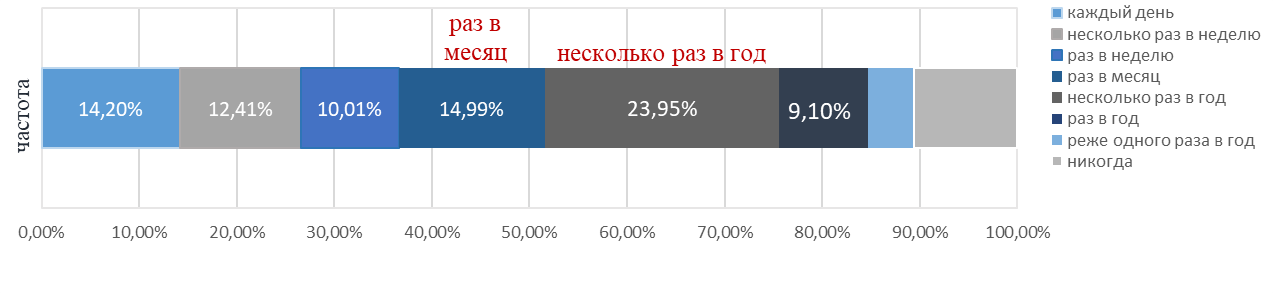 раз в
месяц
несколько раз в год
частота
14,20%
12,41%
10,01%
14,99%
23,95%
9,10%
0,00%
10,00%
20,00%
30,00%
40,00%
50,00%
60,00%
70,00%
80,00%
90,00%
100,00%
каждый день
несколько раз в неделю
раз в неделю
раз в месяц
несколько раз в год
раз в год
реже одного раза в год
никогда